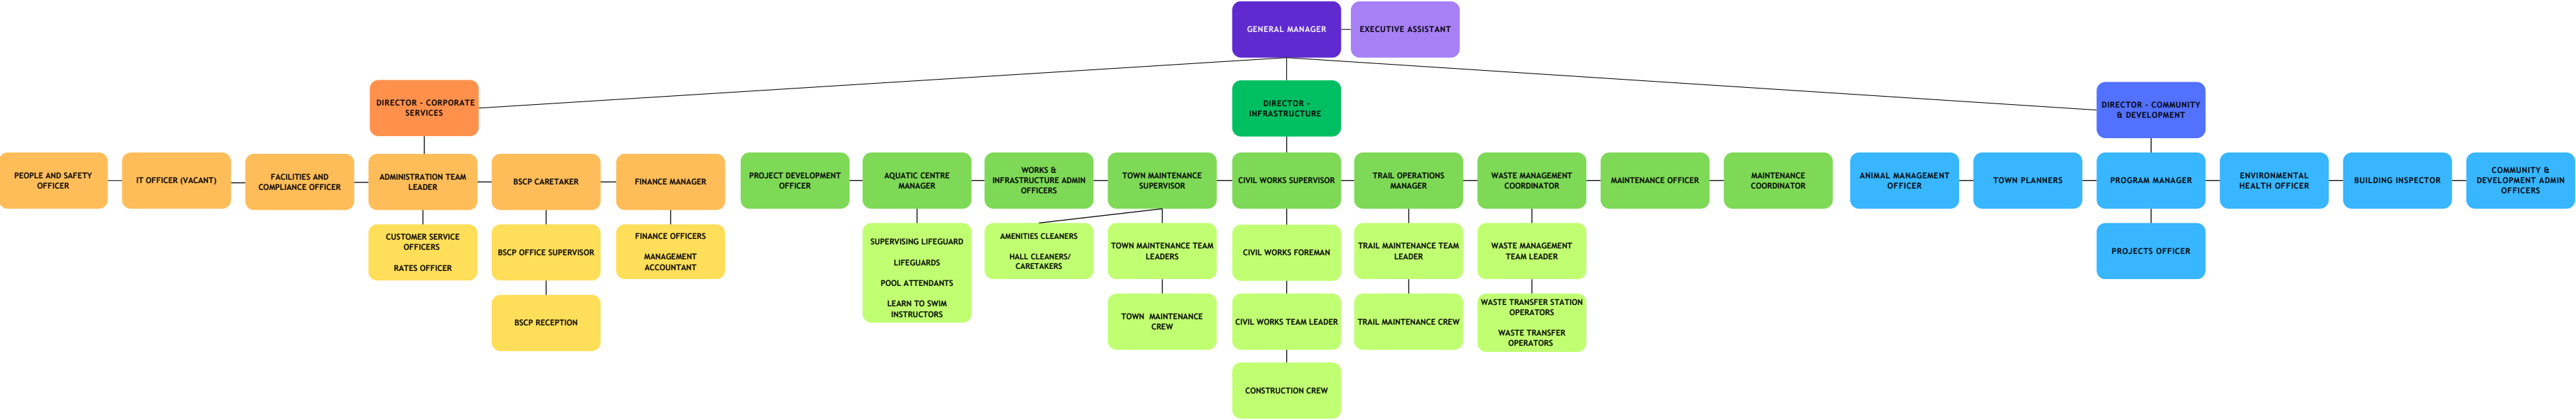 GENERAL MANAGER
EXECUTIVE ASSISTANT
DIRECTOR - CORPORATE
SERVICES
DIRECTOR -
INFRASTRUCTURE
DIRECTOR - COMMUNITY
& DEVELOPMENT
PEOPLE AND SAFETY
OFFICER
IT OFFICER (VACANT)
FACILITIES AND
COMPLIANCE OFFICER
ADMINISTRATION TEAM
LEADER
BSCP CARETAKER
FINANCE MANAGER
PROJECT DEVELOPMENT
OFFICER
AQUATIC CENTRE
MANAGER
WORKS &
INFRASTRUCTURE ADMIN
OFFICERS
TOWN MAINTENANCE
SUPERVISOR
CIVIL WORKS SUPERVISOR
TRAIL OPERATIONS
MANAGER
WASTE MANAGEMENT
COORDINATOR
MAINTENANCE OFFICER
MAINTENANCE
COORDINATOR
ANIMAL MANAGEMENT
OFFICER
TOWN PLANNERS
PROGRAM MANAGER
ENVIRONMENTAL
HEALTH OFFICER
BUILDING INSPECTOR
COMMUNITY &
DEVELOPMENT ADMIN
OFFICERS
CUSTOMER SERVICE
OFFICERS
RATES OFFICER
BSCP OFFICE SUPERVISOR
FINANCE OFFICERS
MANAGEMENT
ACCOUNTANT
SUPERVISING LIFEGUARD
LIFEGUARDS
POOL ATTENDANTS
LEARN TO SWIM
INSTRUCTORS
AMENITIES CLEANERS
HALL CLEANERS/
CARETAKERS
TOWN MAINTENANCE TEAM
LEADERS
CIVIL WORKS FOREMAN
TRAIL MAINTENANCE TEAM
LEADER
WASTE MANAGEMENT
TEAM LEADER
PROJECTS OFFICER
BSCP RECEPTION
TOWN  MAINTENANCE
CREW
CIVIL WORKS TEAM LEADER
TRAIL MAINTENANCE CREW
WASTE TRANSFER STATION
OPERATORS
WASTE TRANSFER
OPERATORS
CONSTRUCTION CREW